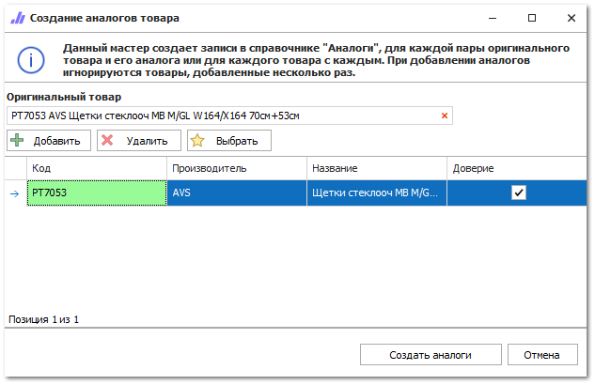 Создание аналогов товара
Данный мастер создает записи в справочнике "Аналоги", для каждой пары оригинального
товара и его аналога или для каждого товара с каждым. При добавлении аналогов
игнорируются товары, добавленные несколько раз.
Оригинальный товар
PT7053 AVS Щетки стеклооч MB M/GL W164/X164 70см+53см
Добавить Удалить Выбрать
Код Производитель Название Доверие
PT7053 AVS Щетки стеклооч MB M/G...
Позиция 1 из 1
Создать аналоги Отмена